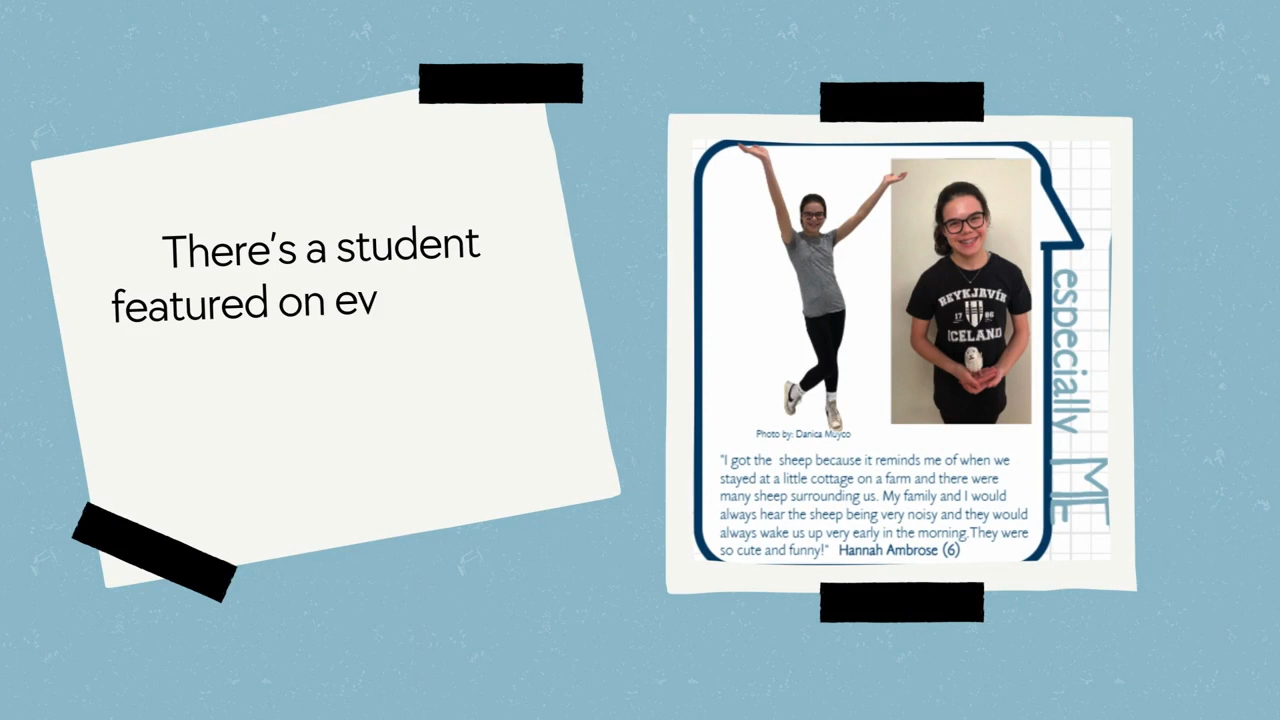 There's a student
featured on ev
REYKJAVÍK
17 86
ICELAND
Photo by: Danica Muyco
"I got the sheep because it reminds me of when we
stayed at a little cottage on a farm and there were
many sheep surrounding us. My family and I would
always hear the sheep being very noisy and they would
always wake us up very early in the morning. They were
so cute and funny!" Hannah Ambrose (6)
especially ME